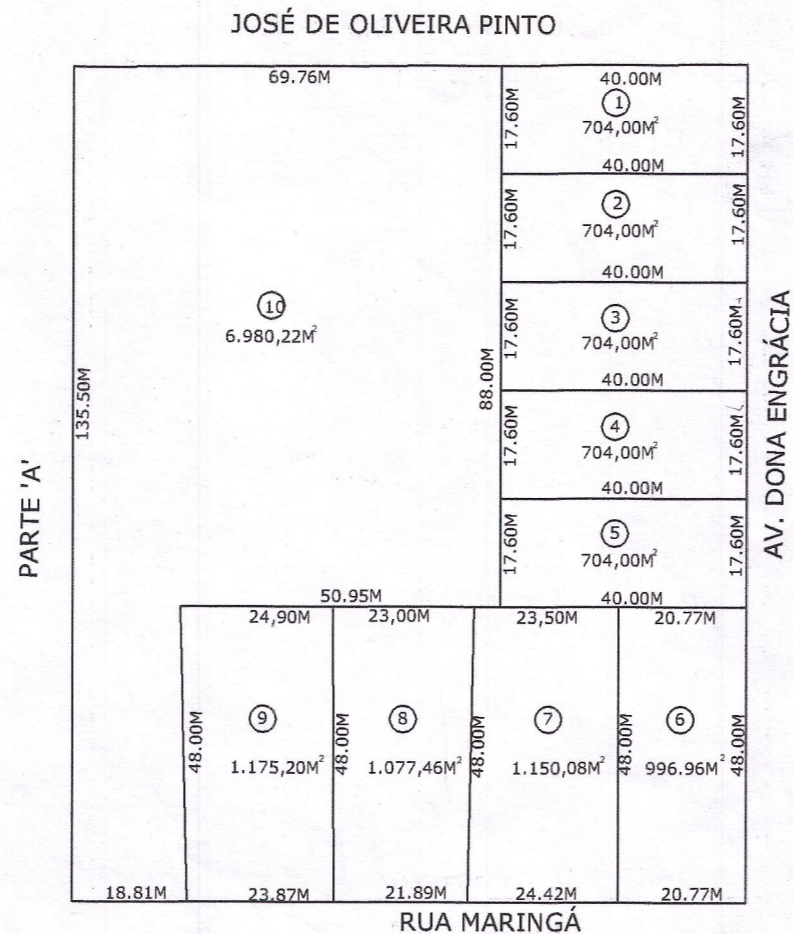 JOSÉ DE OLIVEIRA PINTO
69.76M
40.00M
1
704,00M²
17.60M
17.60M
40.00M
2
704,00M²
17.60M
17.60M
40.00M
3
704,00M²
17.60M
17.60M
40.00M
4
704,00M²
17.60M
17.60M
40.00M
5
704,00M²
17.60M
17.60M
40.00M
10
6.980,22M²
88.00M
135.50M
PARTE 'A'
AV. DONA ENGRÁCIA
50.95M
24,90M
23,00M
23,50M
20.77M
9
1.175,20M²
48.00M
8
1.077,46M²
48.00M
7
1.150,08M²
48.00M
6
996.96M²
48.00M
48.00M
18.81M
23.87M
21.89M
24.42M
20.77M
RUA MARINGÁ